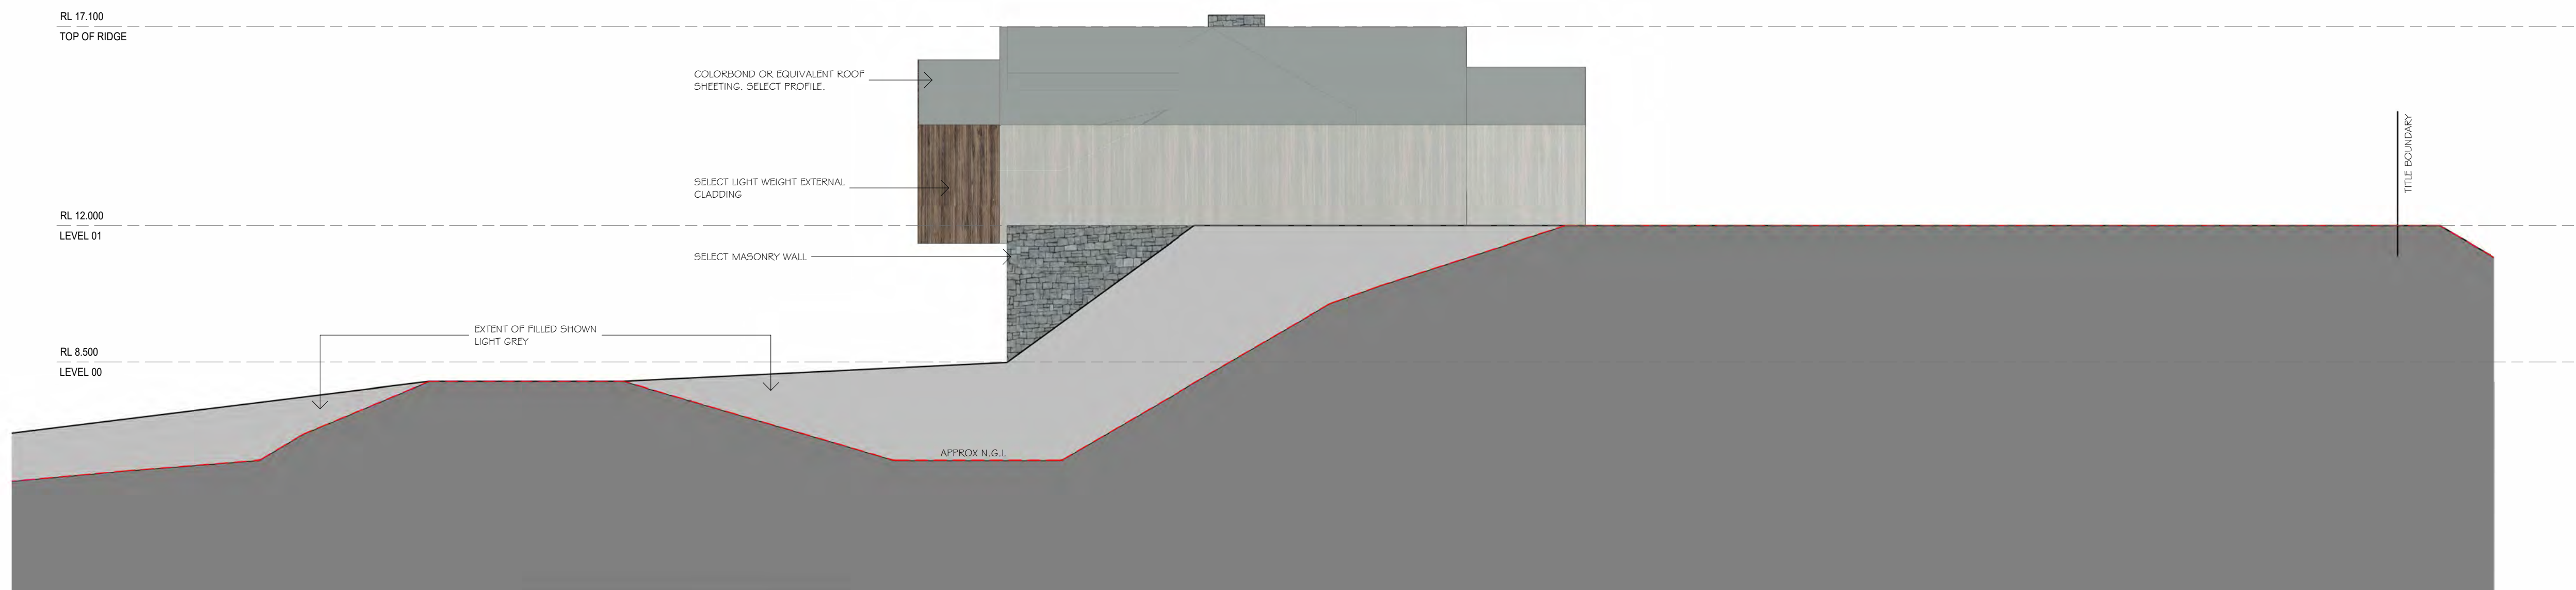 RL 17.100
TOP OF RIDGE
COLORBOND OR EQUIVALENT ROOF
SHEETING. SELECT PROFILE.
TITLE BOUNDARY
SELECT LIGHT WEIGHT EXTERNAL
CLADDING
RL 12.000
LEVEL 01
SELECT MASONRY WALL
EXTENT OF FILLED SHOWN
LIGHT GREY
RL 8.500
LEVEL 00
APPROX N.G.L